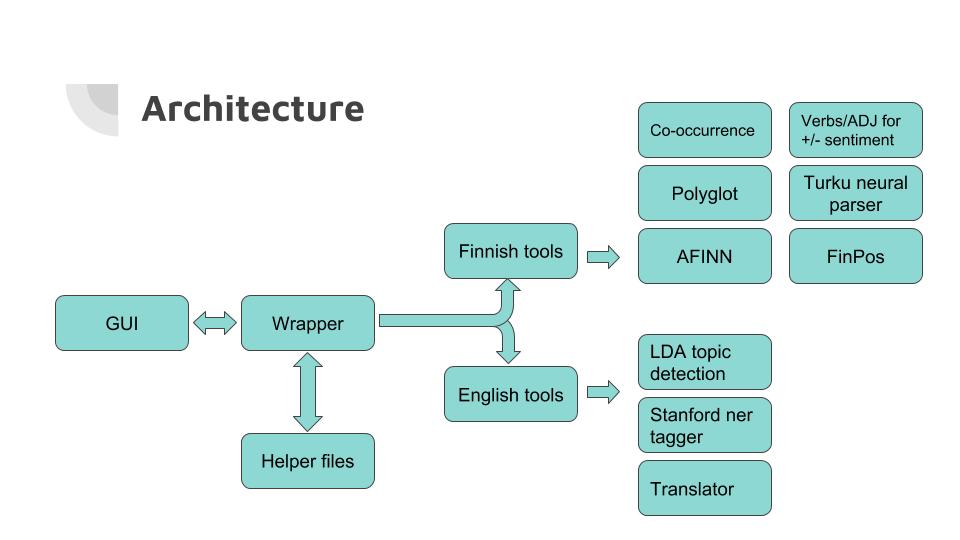 Architecture
Co-occurrence
Verbs/ADJ for
+/- sentiment
Polyglot
Turku neural
parser
Finnish tools
AFINN
FinPos
GUI
Wrapper
LDA topic
detection
English tools
Stanford ner
tagger
Helper files
Translator